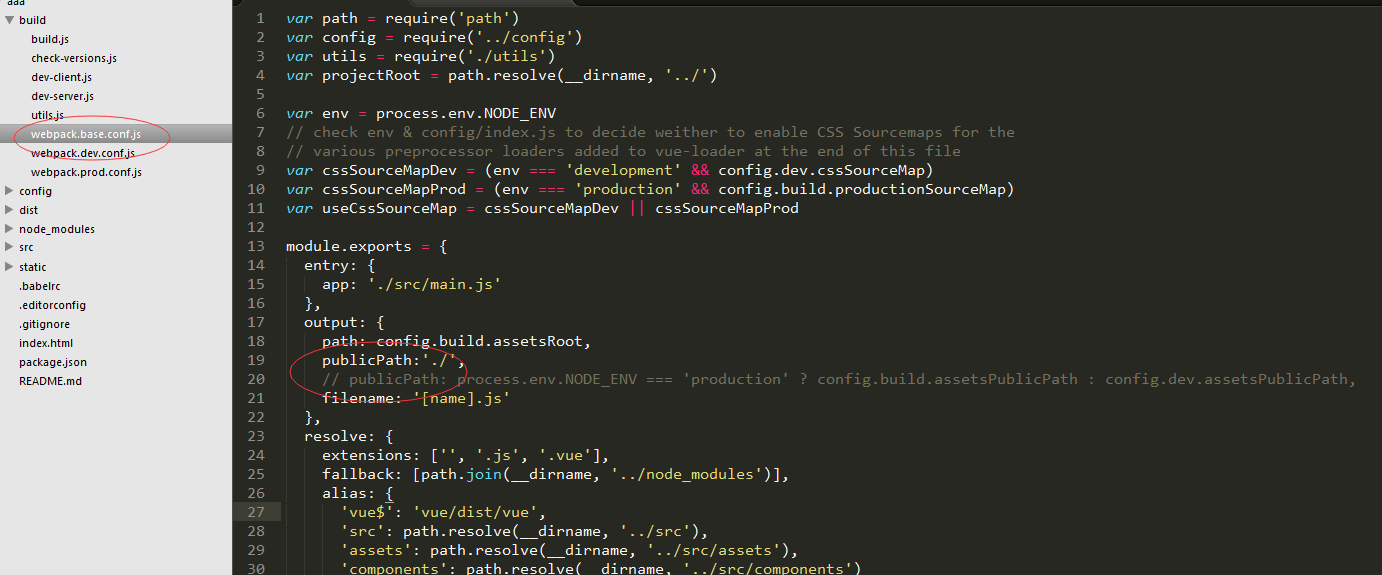 aaa
build
build.js
check-versions.js
dev-client.js
dev-server.js
utils.js
webpack.base.conf.js
webpack.dev.conf.js
webpack.prod.conf.js
config
dist
node_modules
src
static
.babelrc
.editorconfig
.gitignore
index.html
package.json
README.md
1 var path = require('path')
2 var config = require('../config')
3 var utils = require('./utils')
4 var projectRoot = path.resolve(__dirname, '../')
5
6 var env = process.env.NODE_ENV
7 // check env & config/index.js to decide weither to enable CSS Sourcemaps for the
8 // various preprocessor loaders added to vue-loader at the end of this file
9 var cssSourceMapDev = (env === 'development' && config.dev.cssSourceMap)
10 var cssSourceMapProd = (env === 'production' && config.build.productionSourceMap)
11 var useCssSourceMap = cssSourceMapDev || cssSourceMapProd
12
13 module.exports = {
14 entry: {
15 app: './src/main.js'
16 },
17 output: {
18 path: config.build.assetsRoot,
19 publicPath:'./',
20 // publicPath: process.env.NODE_ENV === 'production' ? config.build.assetsPublicPath : config.dev.assetsPublicPath,
21 filename: '[name].js'
22 },
23 resolve: {
24 extensions: ['', '.js', '.vue'],
25 fallback: [path.join(__dirname, '../node_modules')],
26 alias: {
27 'vue$': 'vue/dist/vue',
28 'src': path.resolve(__dirname, '../src'),
29 'assets': path.resolve(__dirname, '../src/assets'),
30 'components': path.resolve(__dirname, '../src/components')